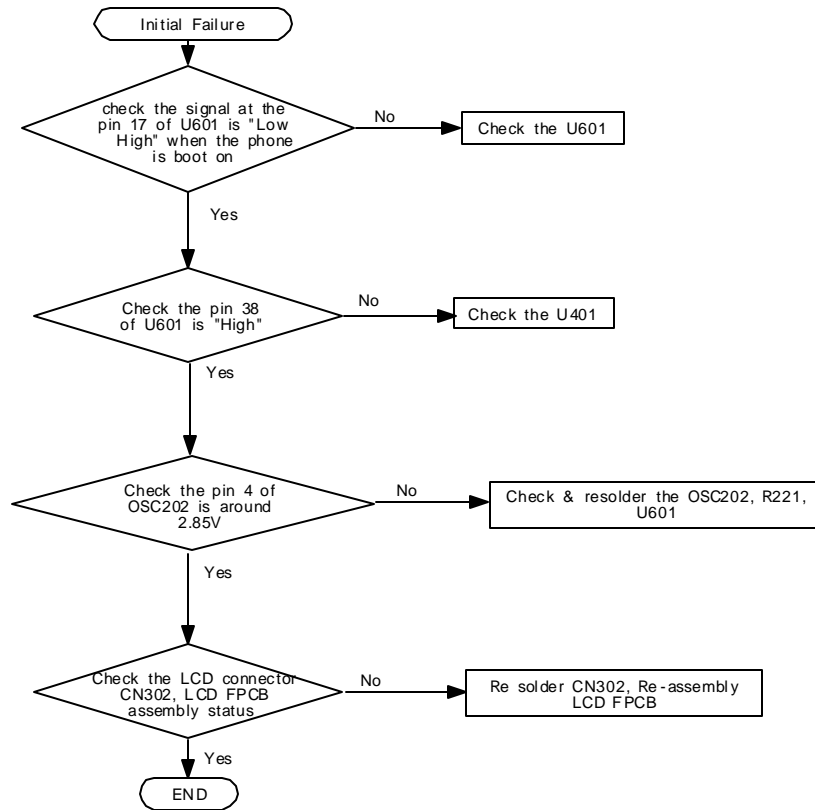 Initial Failure
check the signal at the
pin 17 of U601 is "Low
High" when the phone
is boot on
No
Check the U601
Yes
Check the pin 38
of U601 is "High"
No
Check the U401
Yes
Check the pin 4 of
OSC202 is around
2.85V
No
Check & resolder the OSC202, R221,
U601
Yes
Check the LCD connector
CN302, LCD FPCB
assembly status
No
Re solder CN302, Re-assembly
LCD FPCB
Yes
END